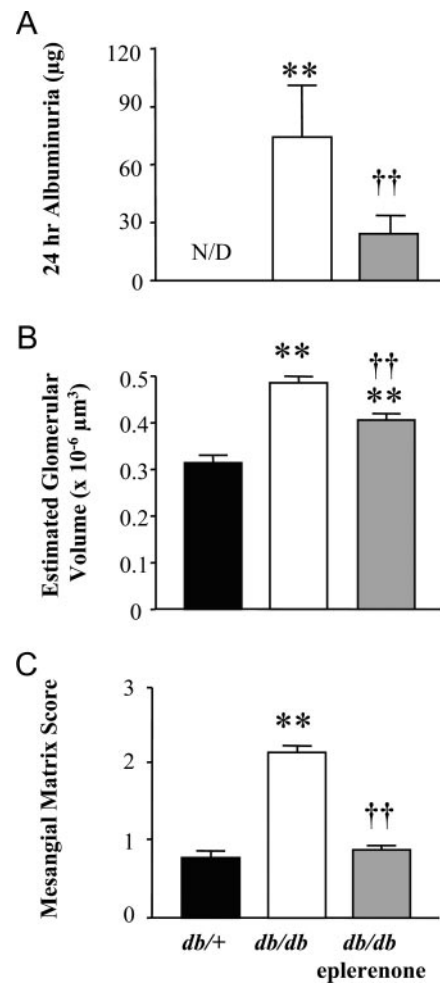 A
24 hr Albuminuria (µg)
120
90
60
30
0
N/D
**
††
B
Estimated Glomerular
Volume (x 10⁻⁶ µm³)
0.5
0.4
0.3
0.2
0.1
0
**
††
**
C
Mesangial Matrix Score
3
2
1
0
**
††
db/+
db/db
db/db
eplerenone